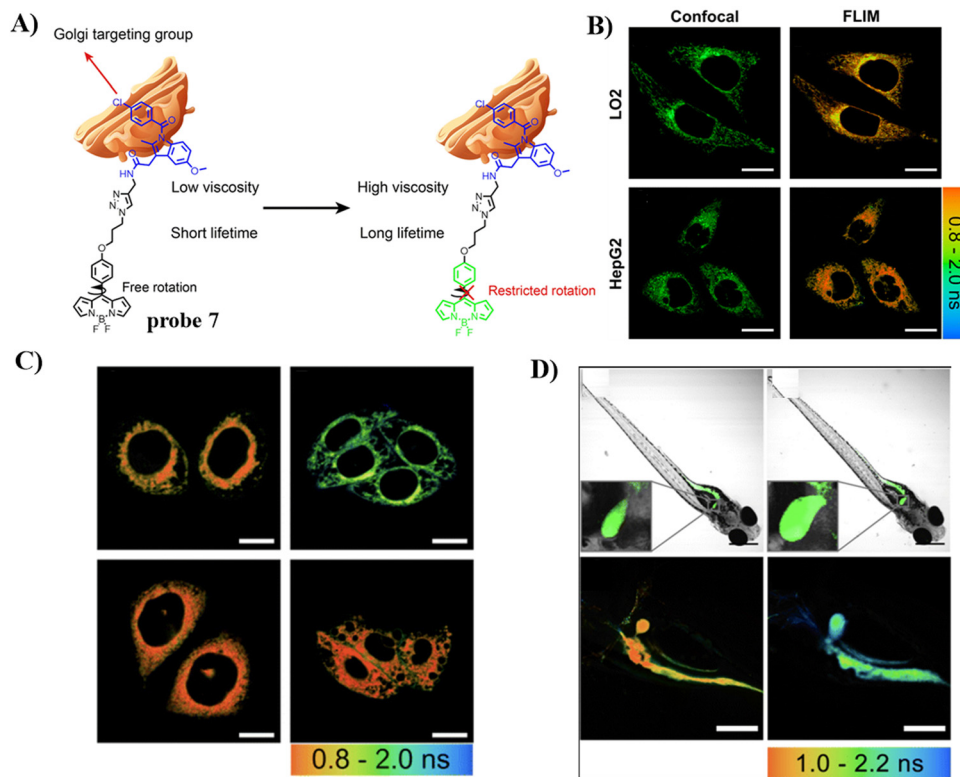 A)
Golgi targeting group
Cl
O
N
O
O
HN
N
N
N
O
Low viscosity
Short lifetime
Free rotation
N
N
B
F
F
probe 7
Cl
O
N
O
O
HN
N
N
N
O
High viscosity
Long lifetime
Restricted rotation
N
N
B
F
F
B)
Confocal
FLIM
LO2
HepG2
0.8 - 2.0 ns
C)
0.8 - 2.0 ns
D)
1.0 - 2.2 ns